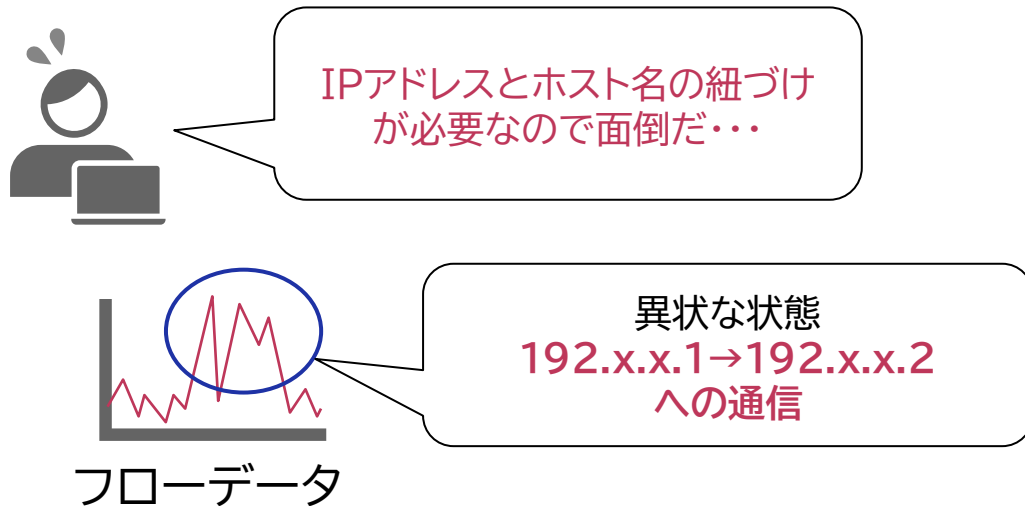 IPアドレスとホスト名の紐づけ
が必要なので面倒だ・・・
異状な状態
192.x.x.1→192.x.x.2
への通信
フローデータ